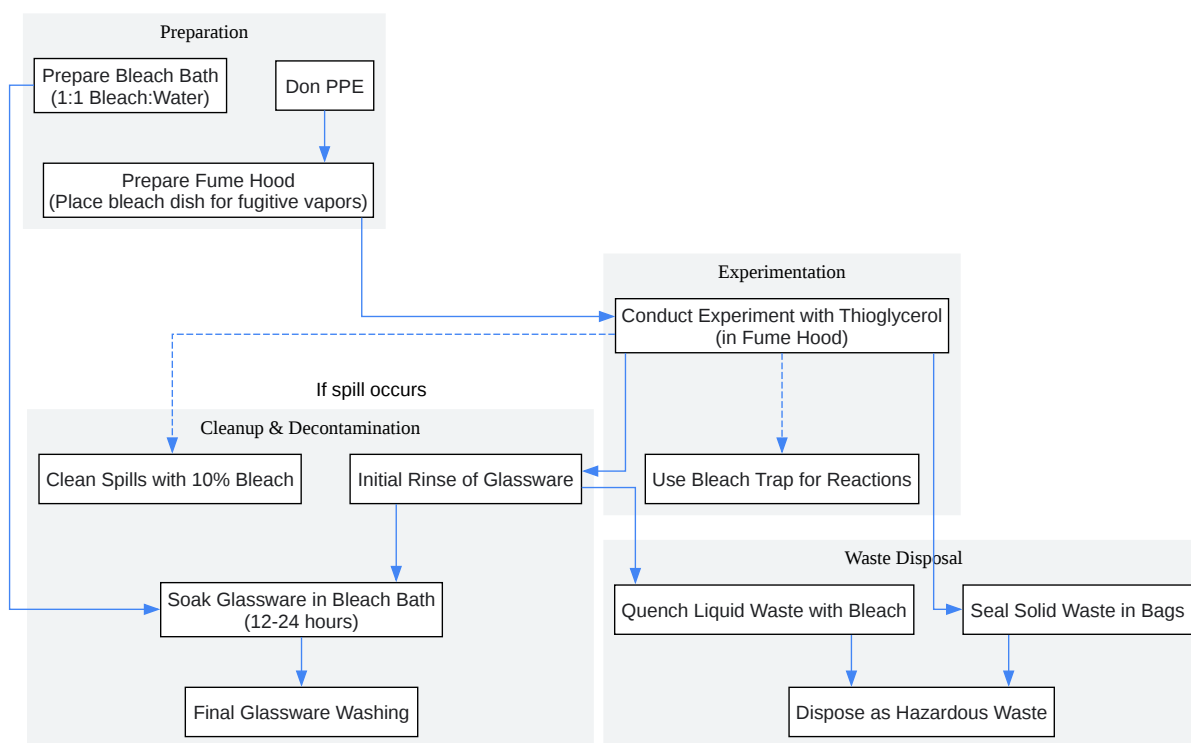 Preparation
Prepare Bleach Bath
(1:1 Bleach:Water)
Don PPE
Prepare Fume Hood
(Place bleach dish for fugitive vapors)
Experimentation
Conduct Experiment with Thioglycerol
(in Fume Hood)
If spill occurs
Cleanup & Decontamination
Clean Spills with 10% Bleach
Initial Rinse of Glassware
Use Bleach Trap for Reactions
Waste Disposal
Soak Glassware in Bleach Bath
(12-24 hours)
Quench Liquid Waste with Bleach
Seal Solid Waste in Bags
Final Glassware Washing
Dispose as Hazardous Waste